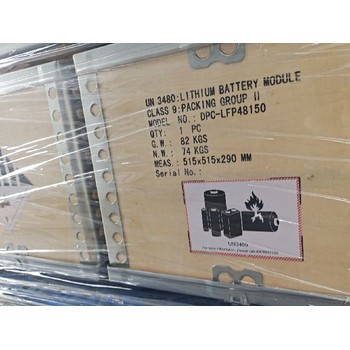 UN 3480:LITHIUM BATTERY MODULE
CLASS 9:PACKING GROUP II
MODEL NO.: DPC-LFP48150
QTY: 1 PC
G.W.: 82 KGS
N.W.: 74 KGS
MEAS.: 515x515x290 MM
Serial No.:
UN3480